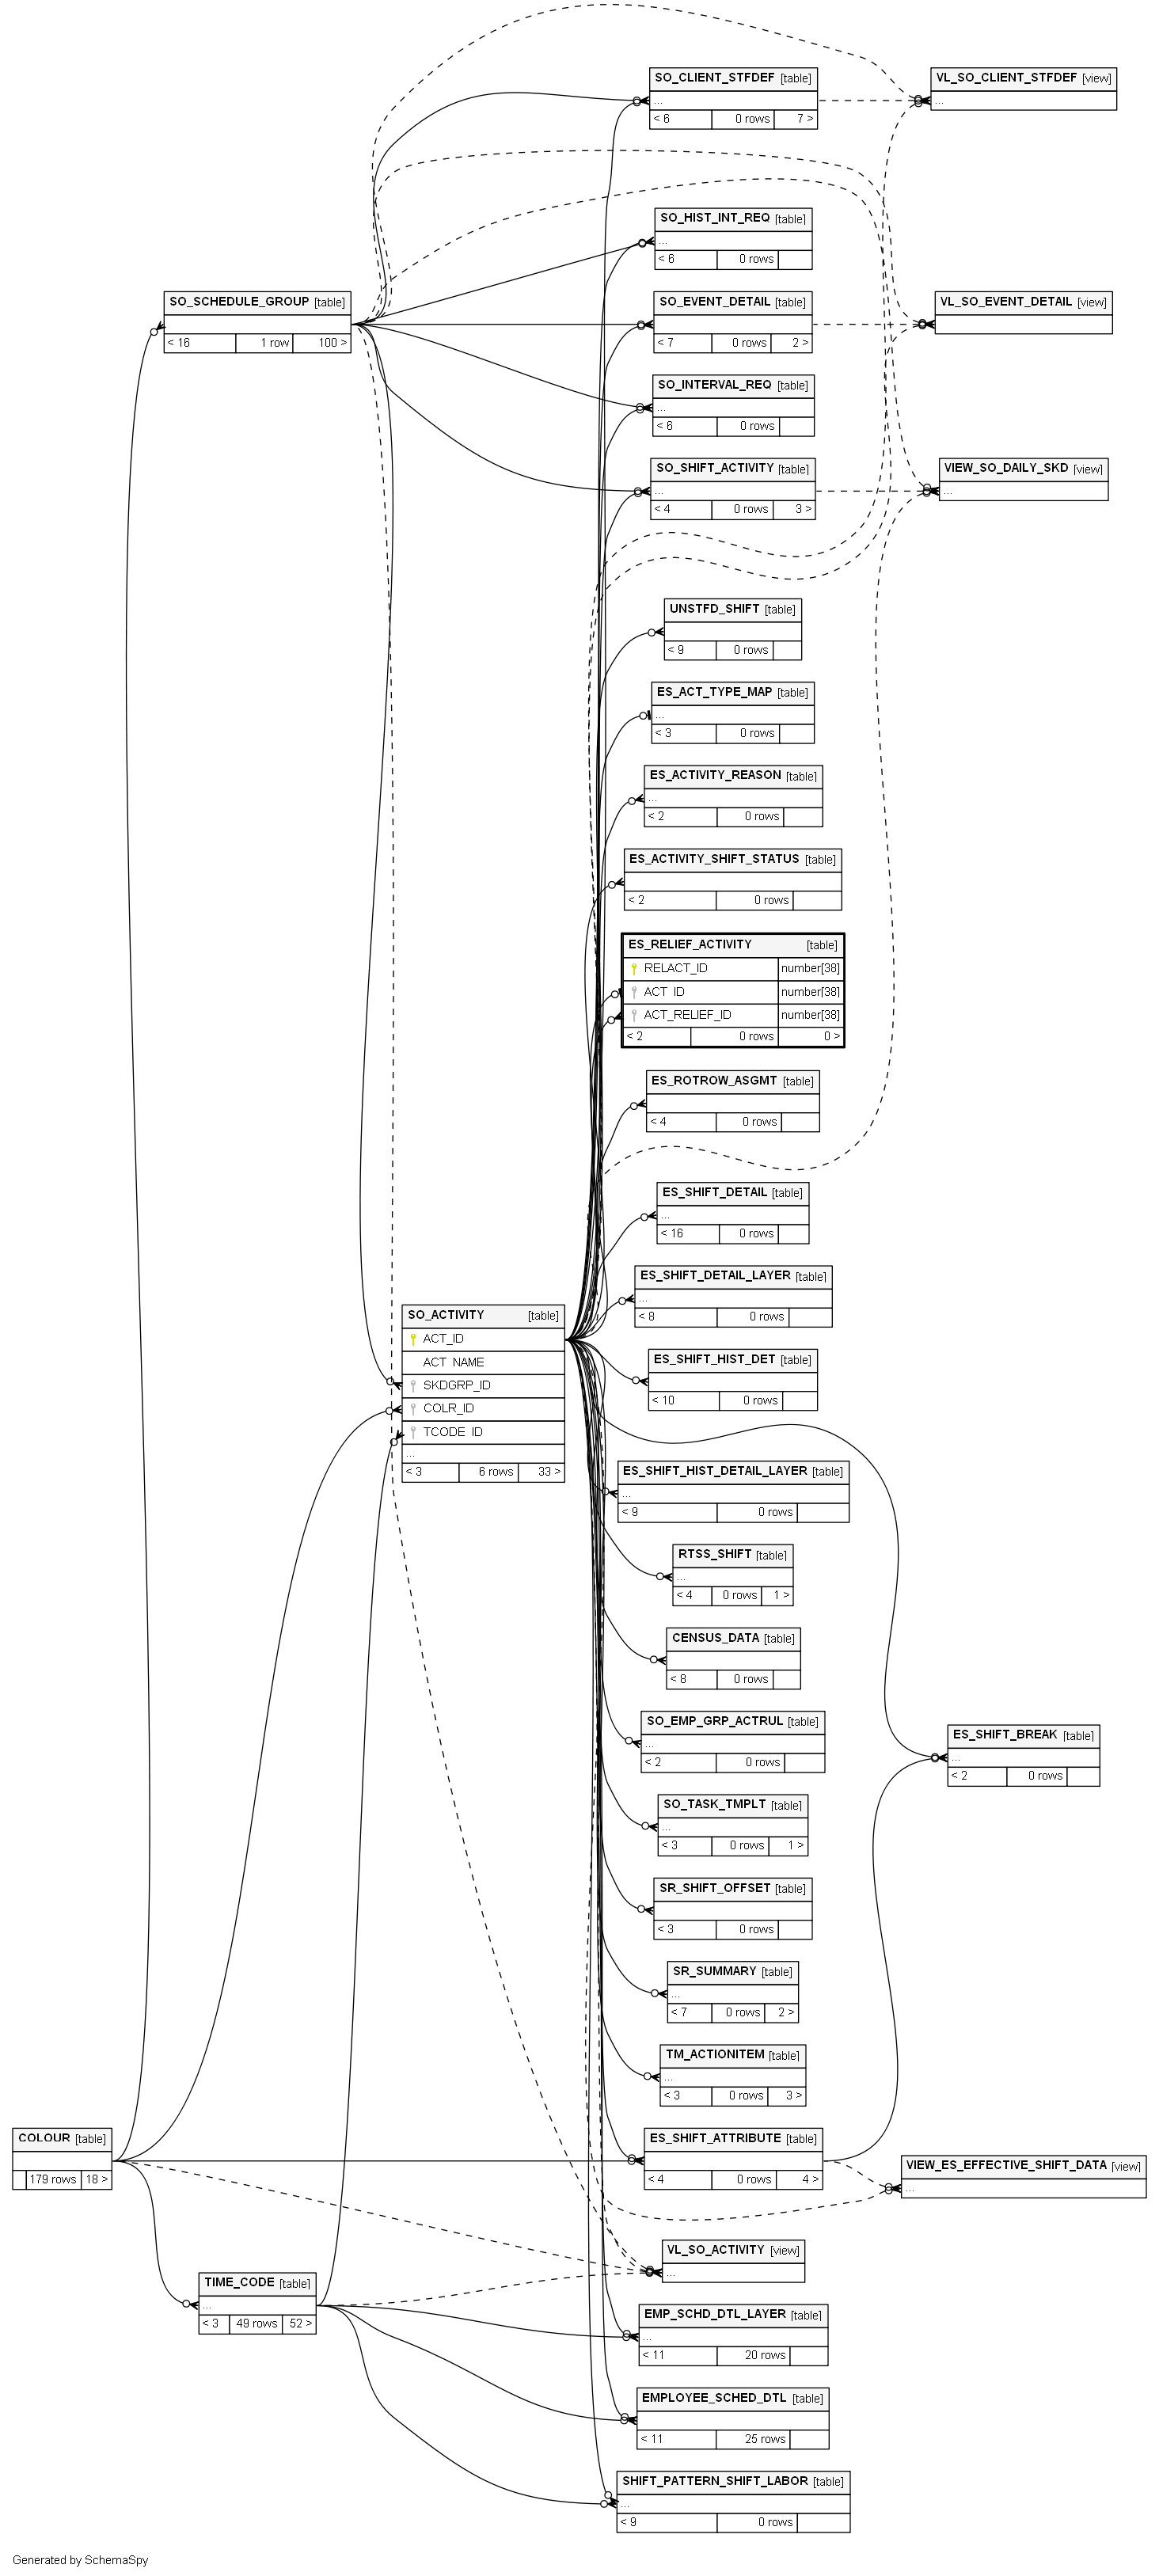 SO_CLIENT_STFDEF [table]
...
< 6 0 rows 7 >
VL_SO_CLIENT_STFDEF [view]
...
SO_HIST_INT_REQ [table]
...
< 6 0 rows
SO_SCHEDULE_GROUP [table]
< 16 1 row 100 >
SO_EVENT_DETAIL [table]
< 7 0 rows 2 >
VL_SO_EVENT_DETAIL [view]
SO_INTERVAL_REQ [table]
...
< 6 0 rows
SO_SHIFT_ACTIVITY [table]
...
< 4 0 rows 3 >
VIEW_SO_DAILY_SKD [view]
...
UNSTFD_SHIFT [table]
< 9 0 rows
ES_ACT_TYPE_MAP [table]
...
< 3 0 rows
ES_ACTIVITY_REASON [table]
...
< 2 0 rows
ES_ACTIVITY_SHIFT_STATUS [table]
< 2 0 rows
ES_RELIEF_ACTIVITY [table]
RELACT_ID number[38]
ACT_ID number[38]
ACT_RELIEF_ID number[38]
< 2 0 rows 0 >
ES_ROTROW_ASGMT [table]
< 4 0 rows
ES_SHIFT_DETAIL [table]
...
< 16 0 rows
ES_SHIFT_DETAIL_LAYER [table]
...
< 8 0 rows
SO_ACTIVITY [table]
ACT_ID
ACT_NAME
SKDGRP_ID
COLR_ID
TCODE_ID
...
< 3 6 rows 33 >
ES_SHIFT_HIST_DET [table]
< 10 0 rows
ES_SHIFT_HIST_DETAIL_LAYER [table]
...
< 9 0 rows
RTSS_SHIFT [table]
...
< 4 0 rows 1 >
CENSUS_DATA [table]
< 8 0 rows
SO_EMP_GRP_ACTRUL [table]
...
< 2 0 rows
ES_SHIFT_BREAK [table]
...
< 2 0 rows
SO_TASK_TMPLT [table]
...
< 3 0 rows 1 >
SR_SHIFT_OFFSET [table]
< 3 0 rows
SR_SUMMARY [table]
...
< 7 0 rows 2 >
TM_ACTIONITEM [table]
...
< 3 0 rows 3 >
COLOUR [table]
179 rows 18 >
ES_SHIFT_ATTRIBUTE [table]
< 4 0 rows 4 >
VIEW_ES_EFFECTIVE_SHIFT_DATA [view]
...
VL_SO_ACTIVITY [view]
...
TIME_CODE [table]
...
< 3 49 rows 52 >
EMP_SCHD_DTL_LAYER [table]
...
< 11 20 rows
EMPLOYEE_SCHED_DTL [table]
< 11 25 rows
SHIFT_PATTERN_SHIFT_LABOR [table]
...
< 9 0 rows
Generated by SchemaSpy